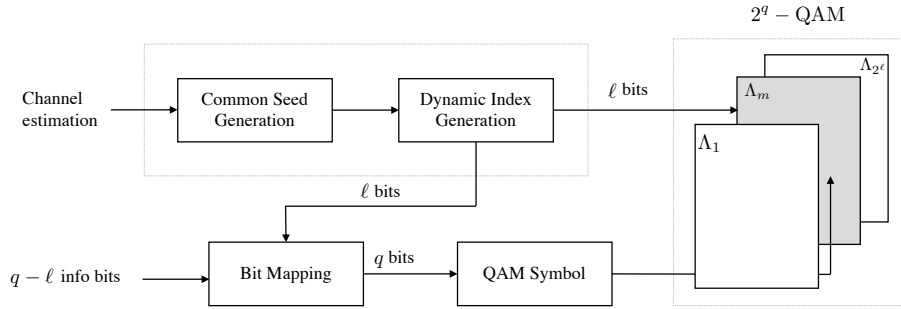 2^q − QAM
Channel estimation
Common Seed Generation
Dynamic Index Generation
ℓ bits
Λ_1
Λ_m
Λ_{2^ℓ}
ℓ bits
q − ℓ info bits
Bit Mapping
q bits
QAM Symbol